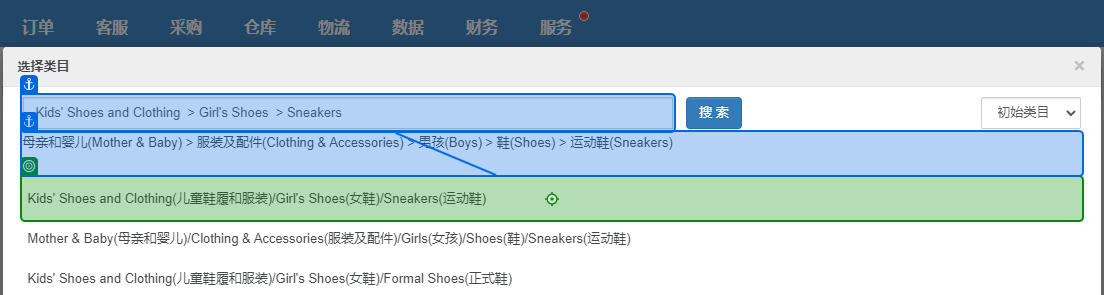 订单 客服 采购 仓库 物流 数据 财务 服务
选择类目 ×
Kids' Shoes and Clothing > Girl's Shoes > Sneakers 搜 索 初始类目
母亲和婴儿(Mother & Baby) > 服装及配件(Clothing & Accessories) > 男孩(Boys) > 鞋(Shoes) > 运动鞋(Sneakers)
Kids' Shoes and Clothing(儿童鞋履和服装)/Girl's Shoes(女鞋)/Sneakers(运动鞋)
Mother & Baby(母亲和婴儿)/Clothing & Accessories(服装及配件)/Girls(女孩)/Shoes(鞋)/Sneakers(运动鞋)
Kids' Shoes and Clothing(儿童鞋履和服装)/Girl's Shoes(女鞋)/Formal Shoes(正式鞋)